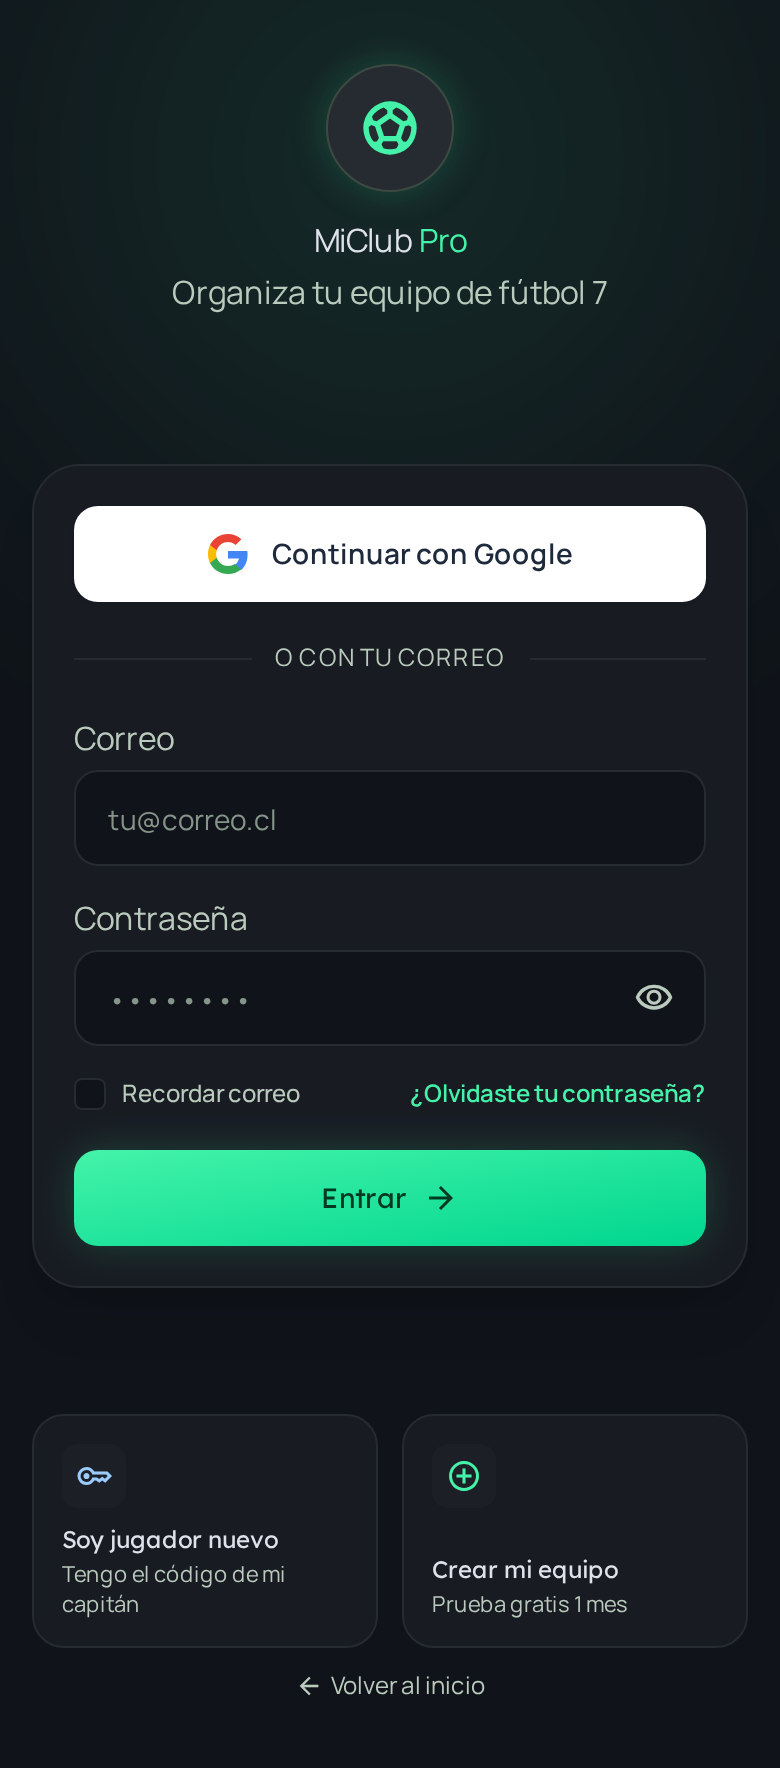 MiClub Pro
Organiza tu equipo de fútbol 7
Continuar con Google
O CON TU CORREO
Correo
tu@correo.cl
Contraseña
••••••••
Recordar correo
¿Olvidaste tu contraseña?
Entrar →
Soy jugador nuevo
Tengo el código de mi
capitán
Crear mi equipo
Prueba gratis 1 mes
← Volver al inicio